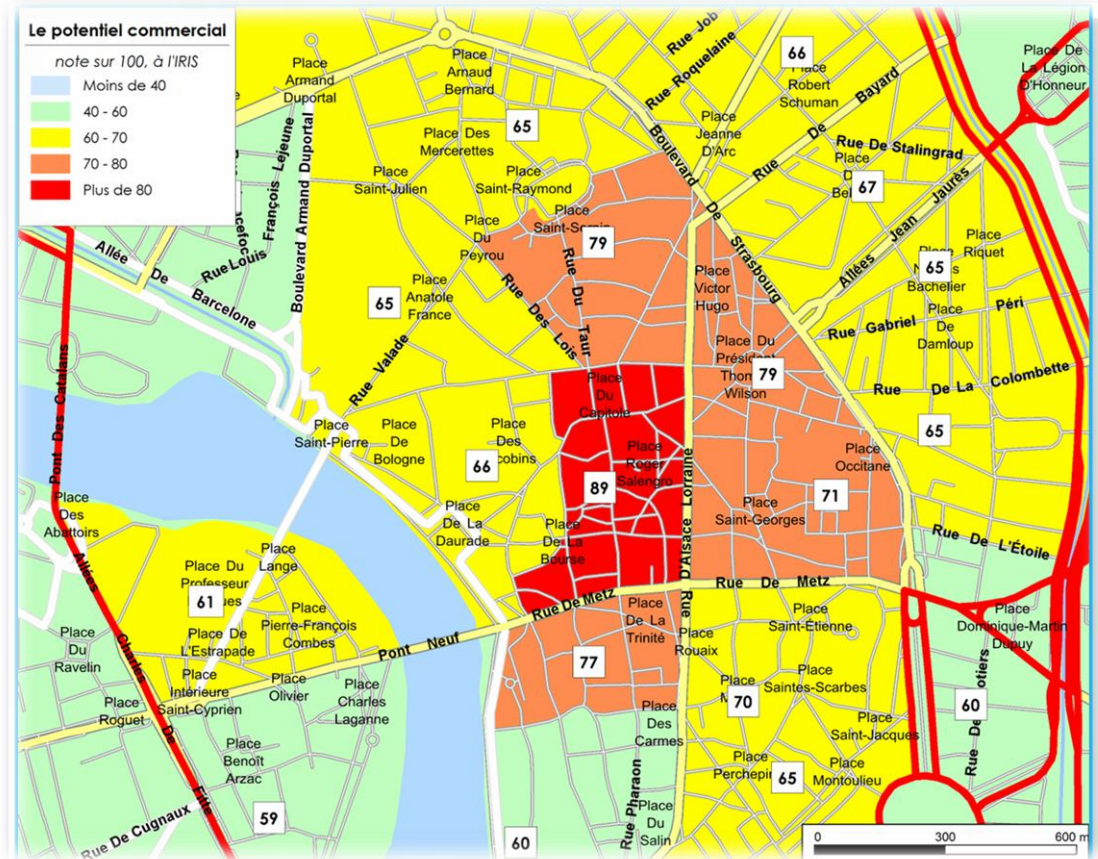 Le potentiel commercial
note sur 100, à l'IRIS
Moins de 40
40 - 60
60 - 70
70 - 80
Plus de 80
Place
Armand
Duportal
Place
Arnaud
Bernard
Rue Job
Rue Roquelaine
66
Place
Robert
Schuman
Place De
La Légion
D'Honneur
65
Place Des
Mercerettes
Place
Jeanne
D'Arc
Rue De Bayard
Rue De Stalingrad
Place
67
Place
Saint-Julien
Place
Saint-Raymond
Boulevard De Strasbourg
Allées Jean Jaurès
François Lejeune
Boulevard Armand Duportal
Rue Louis
Allée De Barcelone
Place
Du
Peyrou
Place
79
Rue Du Taur
Rue Des Lois
Place
Victor
Hugo
Place
Riquet
65
Bachelier
Place
De
Damloup
Rue Gabriel Péri
65
Place
Anatole
France
Rue Valade
Place Du
Président
Wilson
79
Rue De La Colombette
65
Place
Du
Capitole
Place
Saint-Pierre
Place
De
Bologne
Place
Des
66
Place
Roger
Salengro
89
Place
Occitane
71
Place
Saint-Georges
Rue D'Alsace Lorraine
Place
De La
Daurade
Place
De La
Bourse
Rue De L'Étoile
Pont Des Catalans
Place
Des
Abattoirs
Place
Lange
Place Du
Professeur
61
Place
Pierre-François
Combes
Place De
L'Estrapade
Pont Neuf
Rue De Metz
Rue De Metz
Place
De La
Trinité
Place
Rouaix
Place
Saint-Étienne
Place
Dominique-Martin
Dupuy
Place
Du
Ravelin
Allées Charles De Fitte
Place
Intérieure
Saint-Cyprien
Place
Olivier
Place
Charles
Laganne
Place
Roguet
77
Place
70
Place
Saintes-Scarbes
60
Place
Saint-Jacques
Place
Des
Carmes
Place
Benoît
Arzac
65
Place
Montoulieu
Place
59
Rue De Cugnaux
60
Rue Pharaon
Place
Du
Salin
0 300 600 m